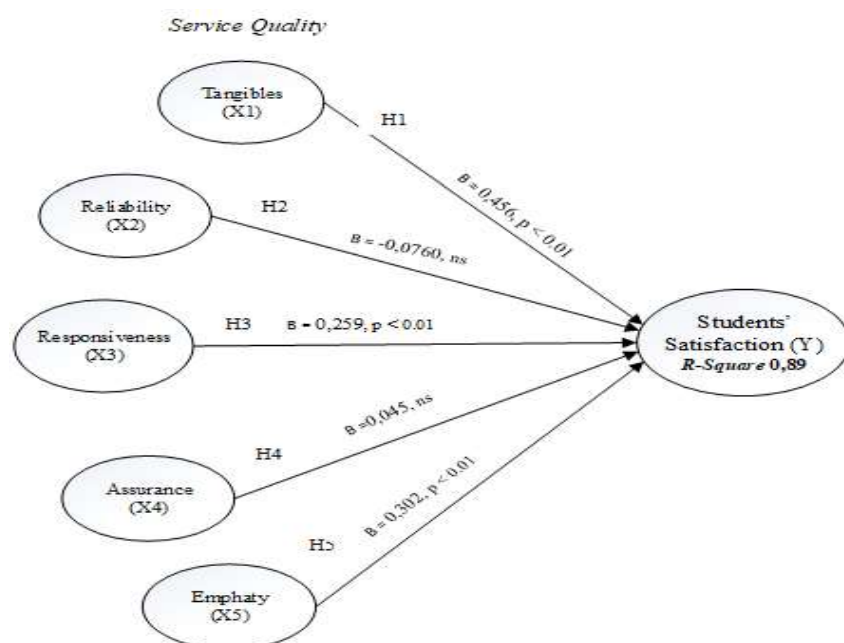 Service Quality
Tangibles
(X1)
H1
B = 0,456, p < 0.01
Reliability
(X2)
H2
B = -0,0760, ns
Responsiveness
(X3)
H3
B = 0,259, p < 0.01
Students'
Satisfaction (Y)
R-Square 0,89
Assurance
(X4)
H4
B =0,045, ns
Emphaty
(X5)
H5
B = 0,302, p < 0.01